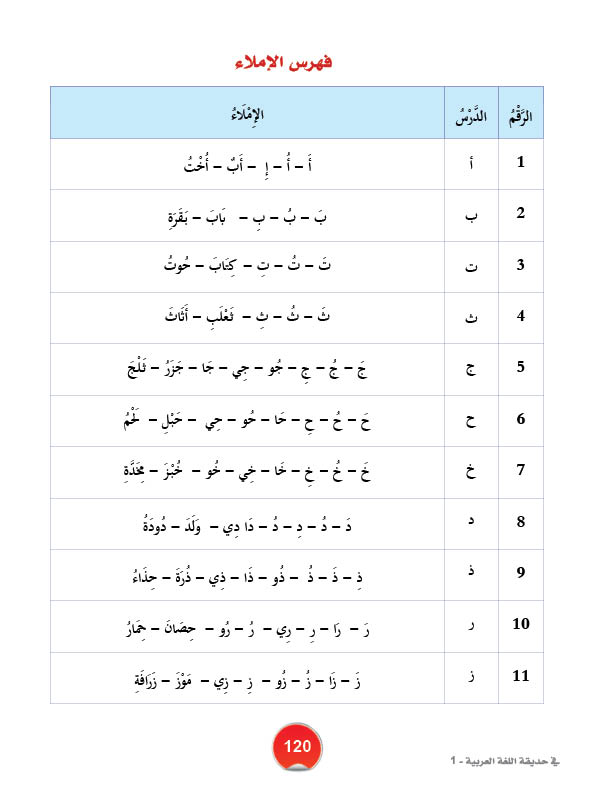 فهرس الإملاء
الرَّقْمُ الدَّرْسُ الإِمْلَاءُ
1 أ أَ – أُ – إِ – أَبٌ – أُخْتُ
2 ب بَ – بُ – بِ – بَابَ – بَقَرَةِ
3 ت تَ – تُ – تِ – كِتَابَ – حُوتُ
4 ث ثَ – ثُ – ثِ – ثَعْلَبِ – أَثَاثَ
5 ج جَ – جُ – جِ – جُو – جِي – جَا – جَزَرُ – ثَلْجَ
6 ح حَ – حُ – حِ – حَا – حُو – حِي – حَبْلِ – لَحْمُ
7 خ خَ – خُ – خِ – خَا – خِي – خُو – خُبْزَ – مِخَدَّةِ
8 د دَ – دُ – دِ – دُ – دَا دِي – وَلَدَ – دُودَةُ
9 ذ ذِ – ذَ – ذُ – ذُو – ذَا – ذِي – ذُرَةَ – حِذَاءُ
10 ر رَ – رَا – رِ – رِي – رُ – رُو – حِصَانَ – حِمَارُ
11 ز زَ – زَا – زُ – زُو – زِ – زِي – مَوْزَ – زَرَافَةِ
120
في حديقة اللغة العربية - 1